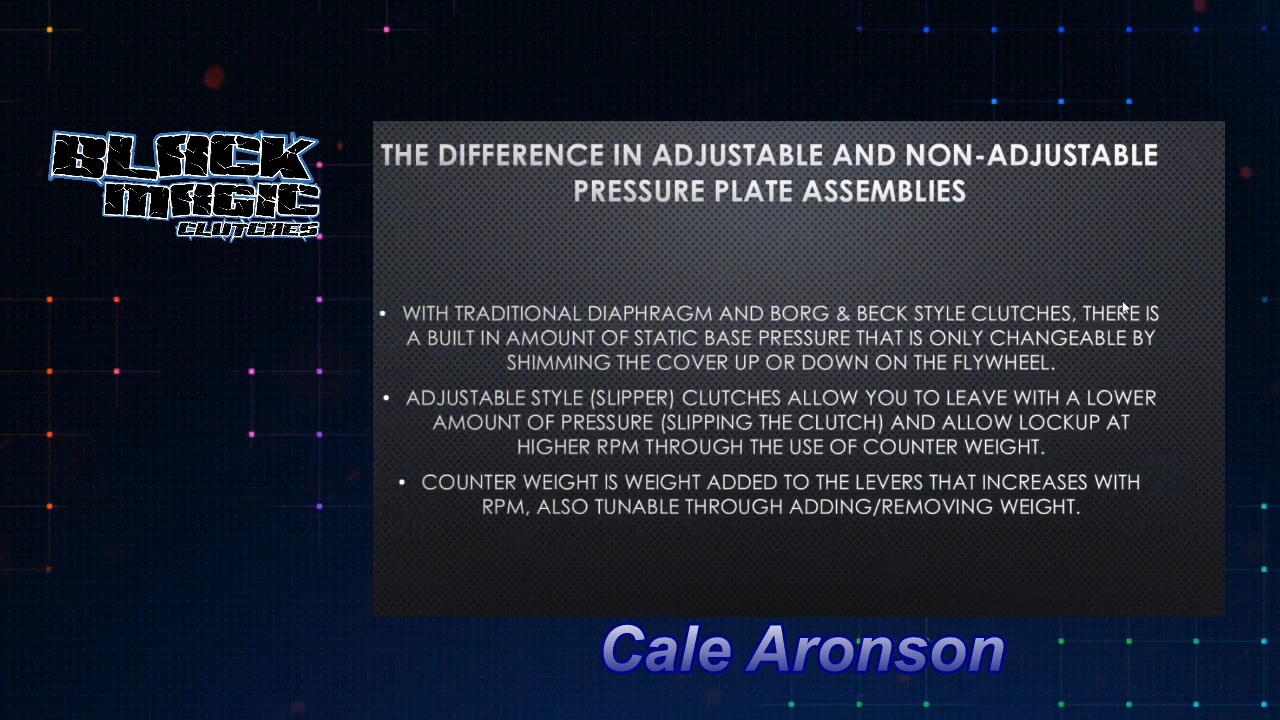 BLACK
MAGIC
CLUTCHES
THE DIFFERENCE IN ADJUSTABLE AND NON-ADJUSTABLE
PRESSURE PLATE ASSEMBLIES
• WITH TRADITIONAL DIAPHRAGM AND BORG & BECK STYLE CLUTCHES, THERE IS
A BUILT IN AMOUNT OF STATIC BASE PRESSURE THAT IS ONLY CHANGEABLE BY
SHIMMING THE COVER UP OR DOWN ON THE FLYWHEEL.
• ADJUSTABLE STYLE (SLIPPER) CLUTCHES ALLOW YOU TO LEAVE WITH A LOWER
AMOUNT OF PRESSURE (SLIPPING THE CLUTCH) AND ALLOW LOCKUP AT
HIGHER RPM THROUGH THE USE OF COUNTER WEIGHT.
• COUNTER WEIGHT IS WEIGHT ADDED TO THE LEVERS THAT INCREASES WITH
RPM, ALSO TUNABLE THROUGH ADDING/REMOVING WEIGHT.
Cale Aronson